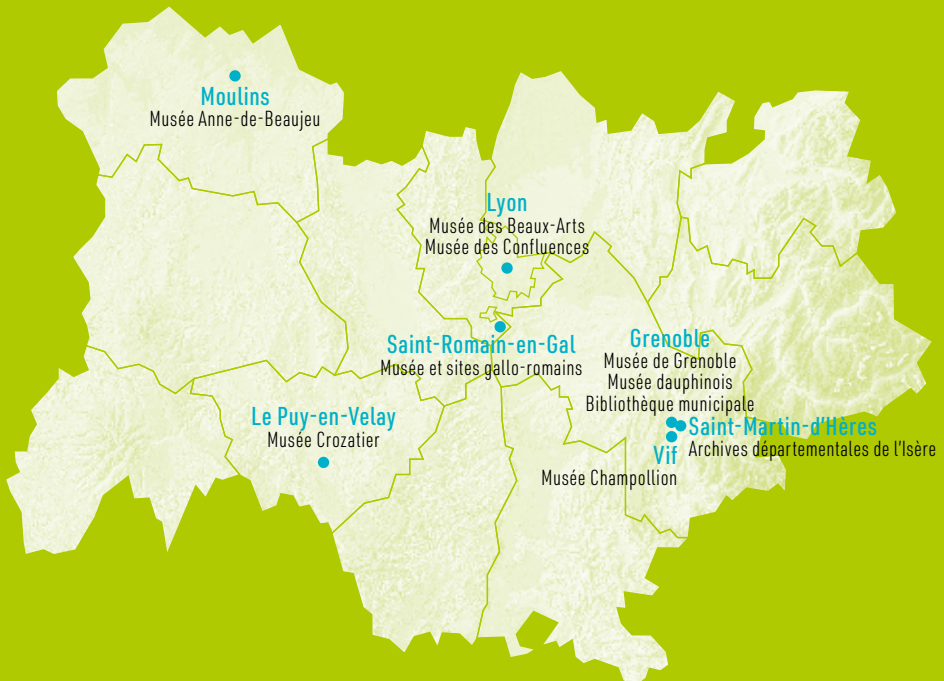 Moulins
Musée Anne-de-Beaujeu
Lyon
Musée des Beaux-Arts
Musée des Confluences
Saint-Romain-en-Gal
Musée et sites gallo-romains
Grenoble
Musée de Grenoble
Musée dauphinois
Bibliothèque municipale
Le Puy-en-Velay
Musée Crozatier
Saint-Martin-d'Hères
Archives départementales de l'Isère
Vif
Musée Champollion